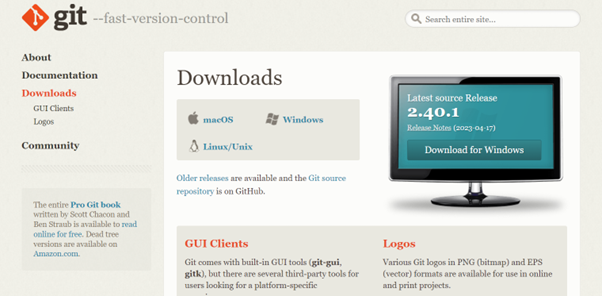 git --fast-version-control
Search entire site...
About
Documentation
Downloads
GUI Clients
Logos
Community
The entire Pro Git book
written by Scott Chacon and
Ben Straub is available to read
online for free. Dead tree
versions are available on
Amazon.com.
Downloads
macOS
Windows
Linux/Unix
Older releases are available and the Git source
repository is on GitHub.
Latest source Release
2.40.1
Release Notes (2023-04-17)
Download for Windows
GUI Clients
Git comes with built-in GUI tools (git-gui,
gitk), but there are several third-party tools for
users looking for a platform-specific
Logos
Various Git logos in PNG (bitmap) and EPS
(vector) formats are available for use in online
and print projects.